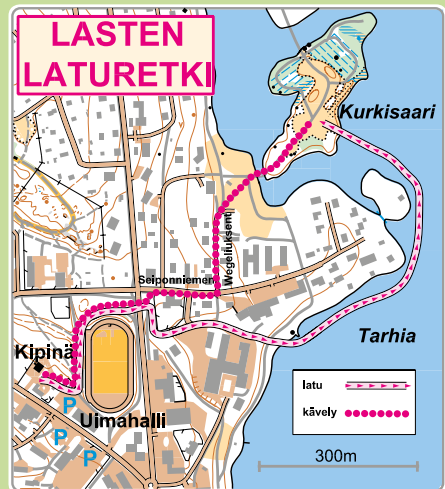 LASTEN
LATURETKI
Kurkisaari
Wegeliuksent
Seiponniemen
Tarhia
Kipinä
P
Uimahalli
P
P
latu
kävely
300m